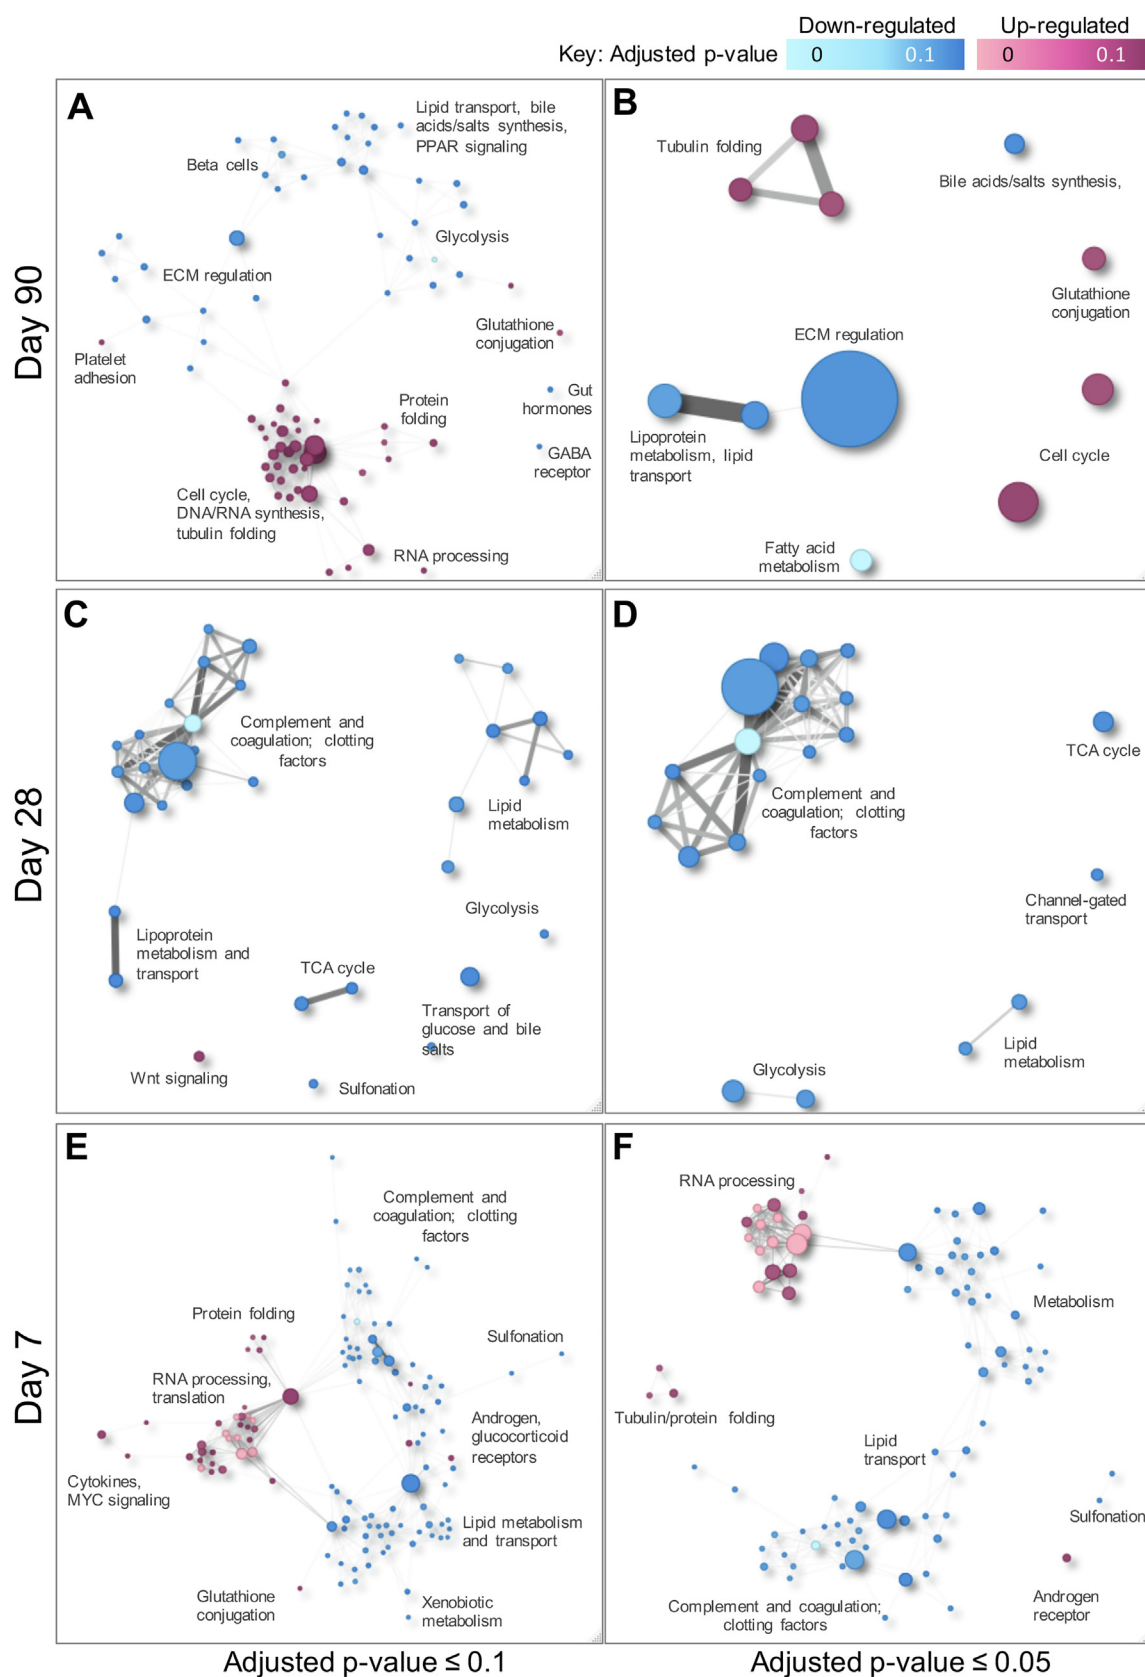 Down-regulated Up-regulated
Key: Adjusted p-value 0 0.1 0 0.1
Day 90
A
Lipid transport, bile
acids/salts synthesis,
PPAR signaling
Beta cells
Glycolysis
ECM regulation
Glutathione
conjugation
Platelet
adhesion
Gut
hormones
Protein
folding
GABA
receptor
Cell cycle,
DNA/RNA synthesis,
tubulin folding
RNA processing
B
Tubulin folding
Bile acids/salts synthesis,
Glutathione
conjugation
ECM regulation
Lipoprotein
metabolism, lipid
transport
Cell cycle
Fatty acid
metabolism
Day 28
C
Complement and
coagulation; clotting
factors
Lipid
metabolism
Glycolysis
Lipoprotein
metabolism and
transport
TCA cycle
Transport of
glucose and bile
salts
Wnt signaling
Sulfonation
D
TCA cycle
Complement and
coagulation; clotting
factors
Channel-gated
transport
Lipid
metabolism
Glycolysis
Day 7
E
Complement and
coagulation; clotting
factors
Protein folding
Sulfonation
RNA processing,
translation
Androgen,
glucocorticoid
receptors
Cytokines,
MYC signaling
Lipid metabolism
and transport
Glutathione
conjugation
Xenobiotic
metabolism
F
RNA processing
Metabolism
Tubulin/protein folding
Lipid
transport
Sulfonation
Androgen
receptor
Complement and coagulation;
clotting factors
Adjusted p-value ≤ 0.1
Adjusted p-value ≤ 0.05